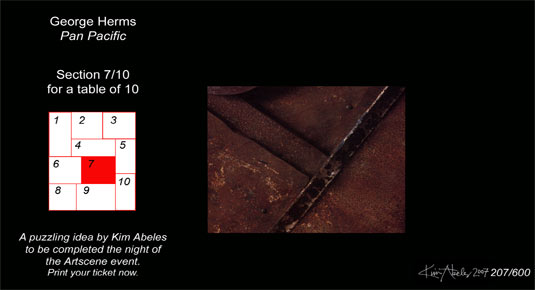 George Herms
Pan Pacific
Section 7/10
for a table of 10
1 2 3
4 5
6 7
8 9 10
A puzzling idea by Kim Abeles
to be completed the night of
the Artscene event.
Print your ticket now.
Kim Abeles 2007 207/600